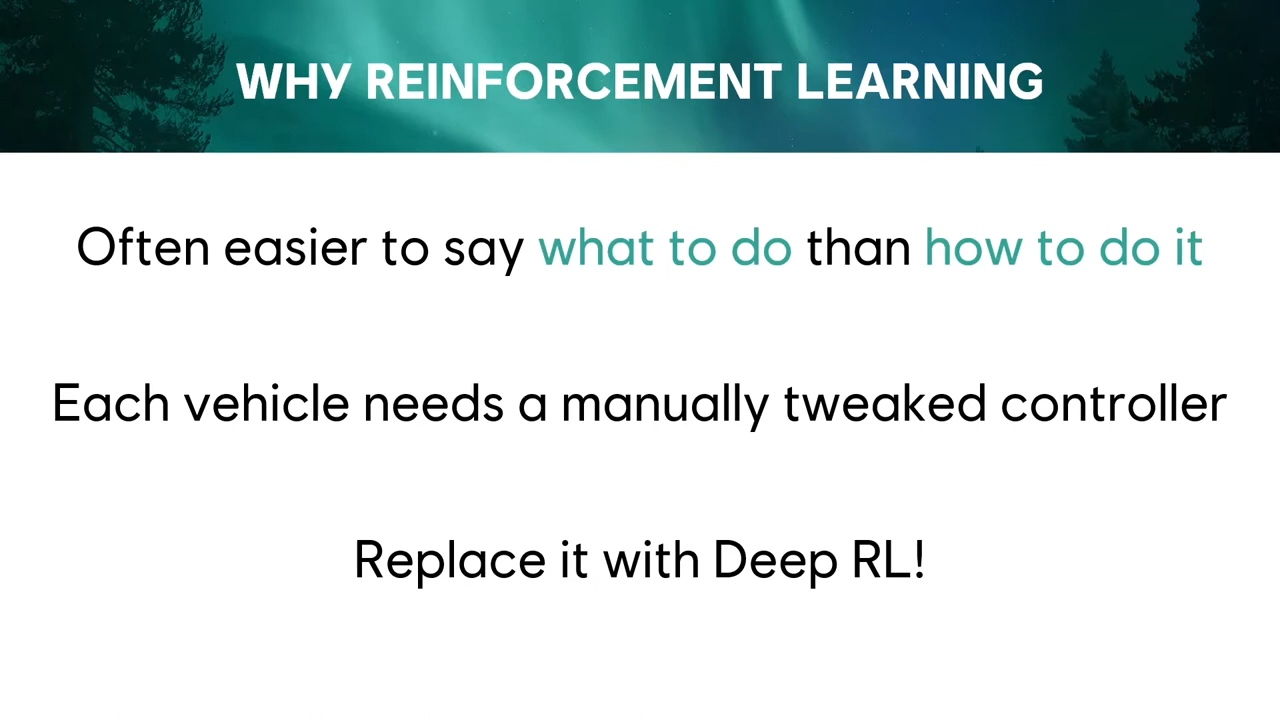 WHY REINFORCEMENT LEARNING
Often easier to say what to do than how to do it
Each vehicle needs a manually tweaked controller
Replace it with Deep RL!